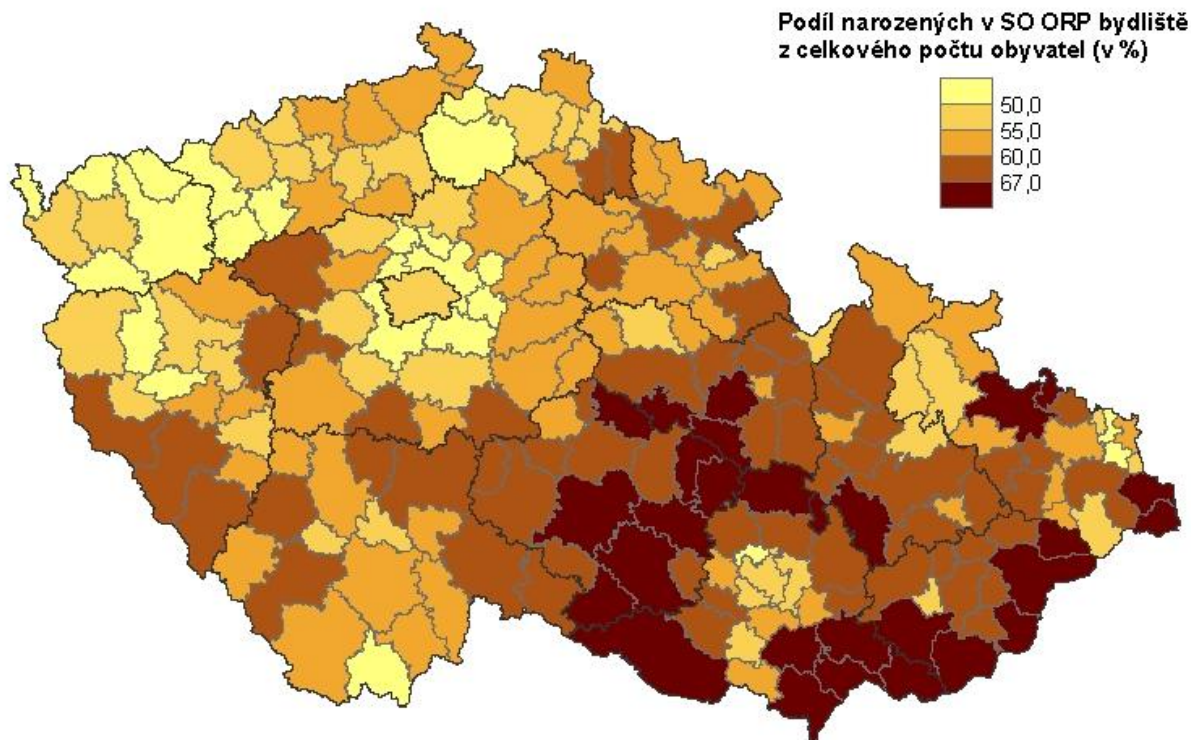 Podíl narozených v SO ORP bydliště
z celkového počtu obyvatel (v %)
50,0
55,0
60,0
67,0